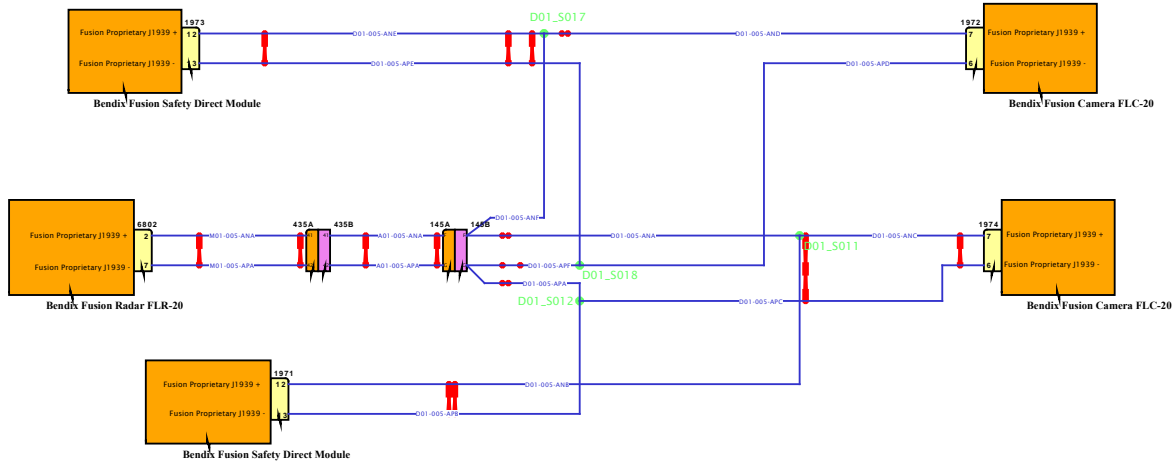 D01_S017
1973
Fusion Proprietary J1939 +
12
D01-005-ANE
D01-005-AND
1972
7
Fusion Proprietary J1939 +
Fusion Proprietary J1939 -
3
D01-005-APE
D01-005-APD
6
Fusion Proprietary J1939 -
Bendix Fusion Safety Direct Module
Bendix Fusion Camera FLC-20
6802
435A
435B
145A
145B
D01-005-ANF
1974
Fusion Proprietary J1939 +
2
M01-005-ANA
A01-005-ANA
D01-005-ANA
D01-005-ANC
7
Fusion Proprietary J1939 +
D01_S011
Fusion Proprietary J1939 -
7
M01-005-APA
A01-005-APA
D01-005-APF
6
Fusion Proprietary J1939 -
D01_S018
D01-005-APA
Bendix Fusion Radar FLR-20
D01_S012
D01-005-APC
Bendix Fusion Camera FLC-20
1971
Fusion Proprietary J1939 +
12
D01-005-ANB
Fusion Proprietary J1939 -
3
D01-005-APB
Bendix Fusion Safety Direct Module